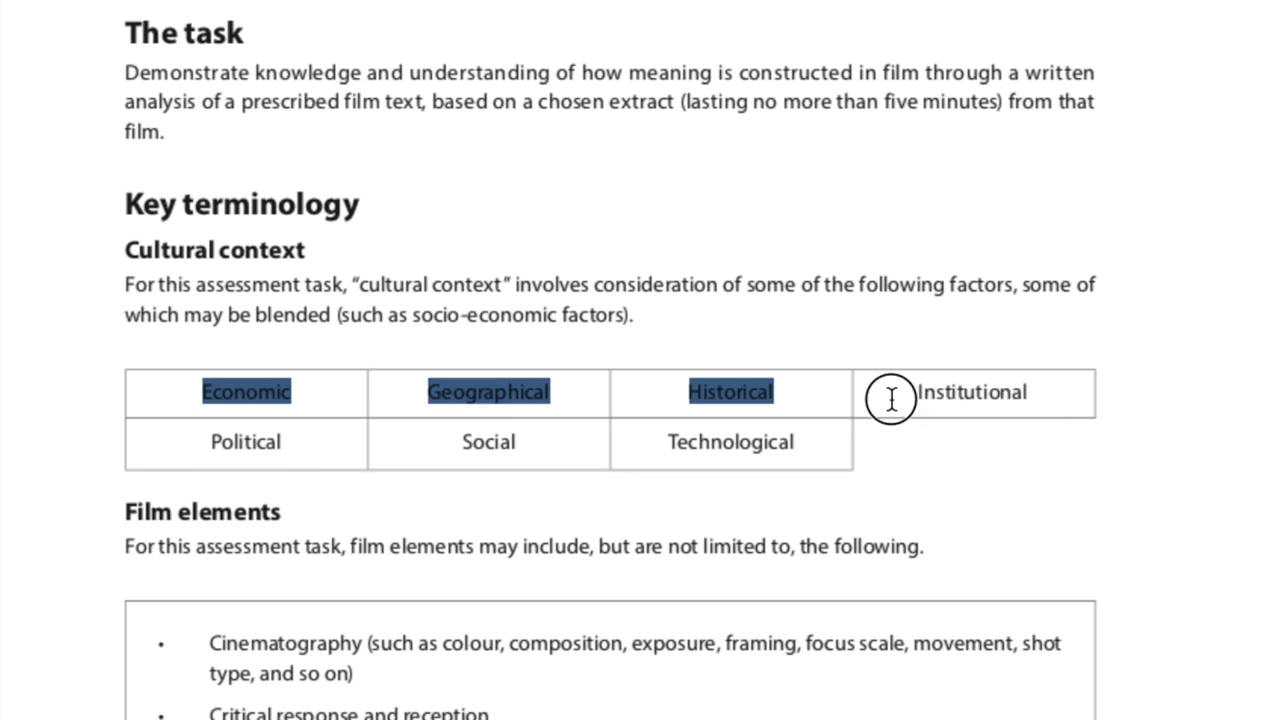 The task
Demonstrate knowledge and understanding of how meaning is constructed in film through a written
analysis of a prescribed film text, based on a chosen extract (lasting no more than five minutes) from that
film.
Key terminology
Cultural context
For this assessment task, “cultural context” involves consideration of some of the following factors, some of
which may be blended (such as socio-economic factors).
Economic Geographical Historical Institutional
Political Social Technological
Film elements
For this assessment task, film elements may include, but are not limited to, the following.
• Cinematography (such as colour, composition, exposure, framing, focus scale, movement, shot
type, and so on)
• Critical response and reception